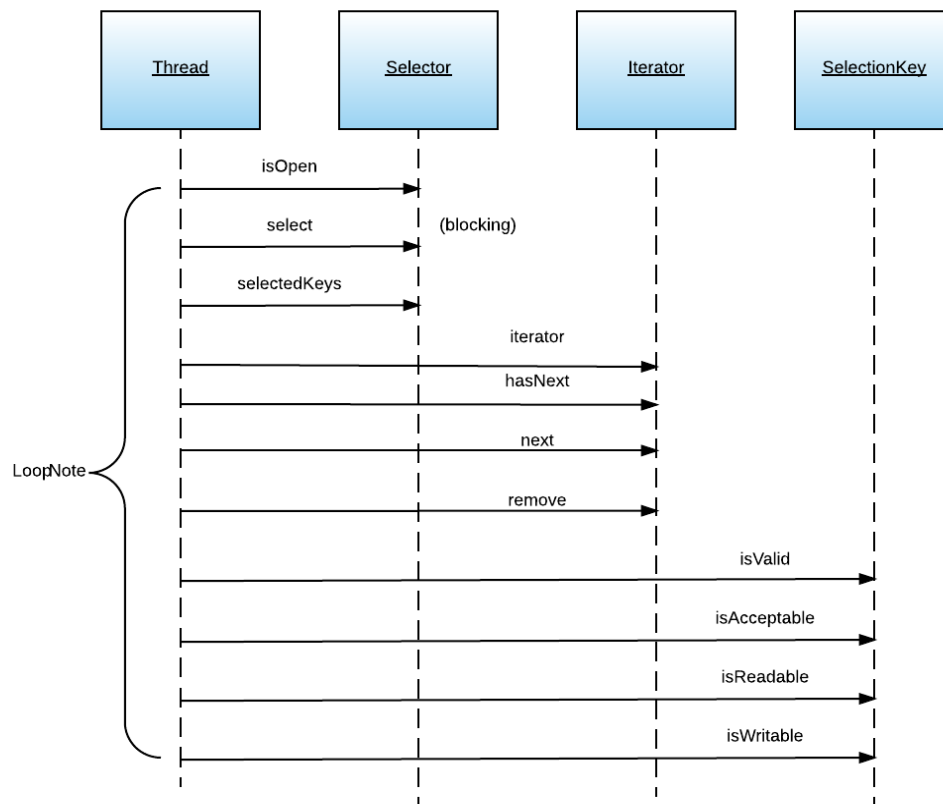 Thread
Selector
Iterator
SelectionKey
isOpen
select
(blocking)
selectedKeys
iterator
hasNext
next
LoopNote
remove
isValid
isAcceptable
isReadable
isWritable